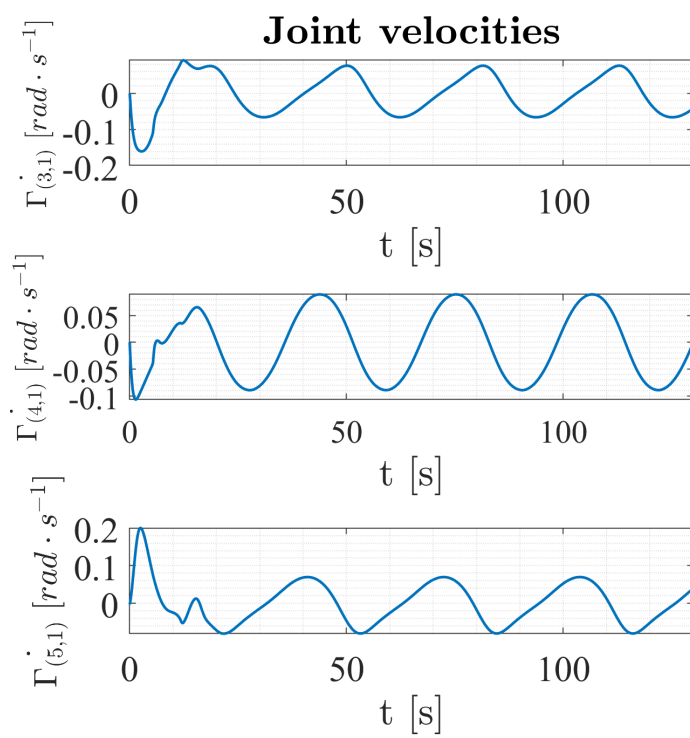 Joint velocities
Γ̇(3,1) [rad · s⁻¹]
0
-0.1
-0.2
0 50 100
t [s]
Γ̇(4,1) [rad · s⁻¹]
0.05
0
-0.05
-0.1
0 50 100
t [s]
Γ̇(5,1) [rad · s⁻¹]
0.2
0.1
0
0 50 100
t [s]